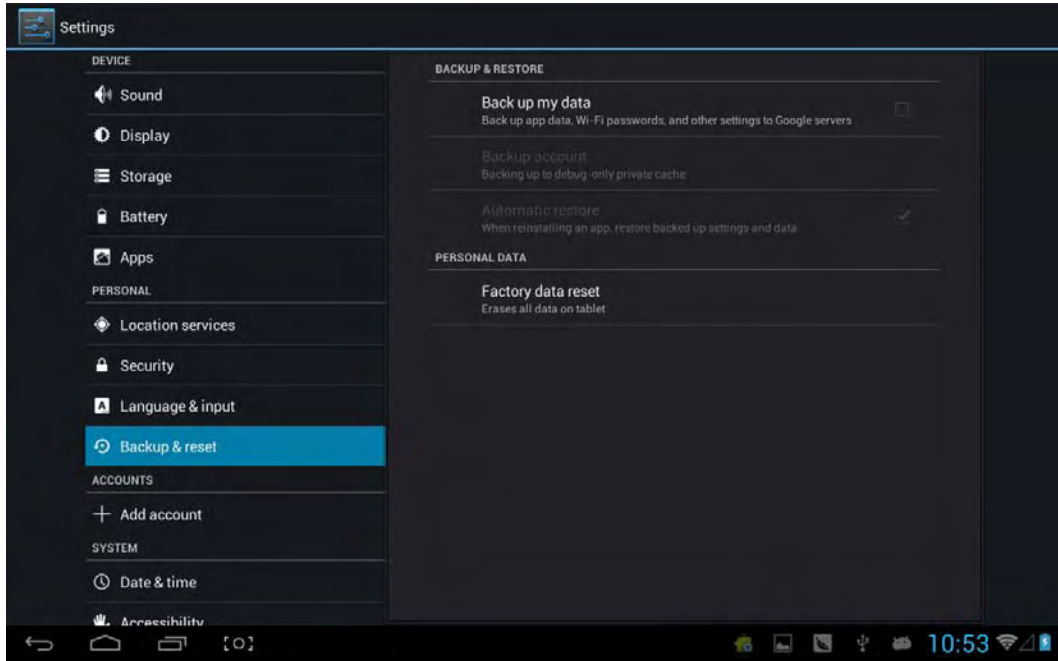 Settings
DEVICE
Sound
Display
Storage
Battery
Apps
PERSONAL
Location services
Security
Language & input
Backup & reset
ACCOUNTS
Add account
SYSTEM
Date & time
Accessibility
BACKUP & RESTORE
Back up my data
Back up app data, Wi-Fi passwords, and other settings to Google servers
Backup account
Backing up to debug-only private cache
Automatic restore
When reinstalling an app, restore backed up settings and data
PERSONAL DATA
Factory data reset
Erases all data on tablet
10:53